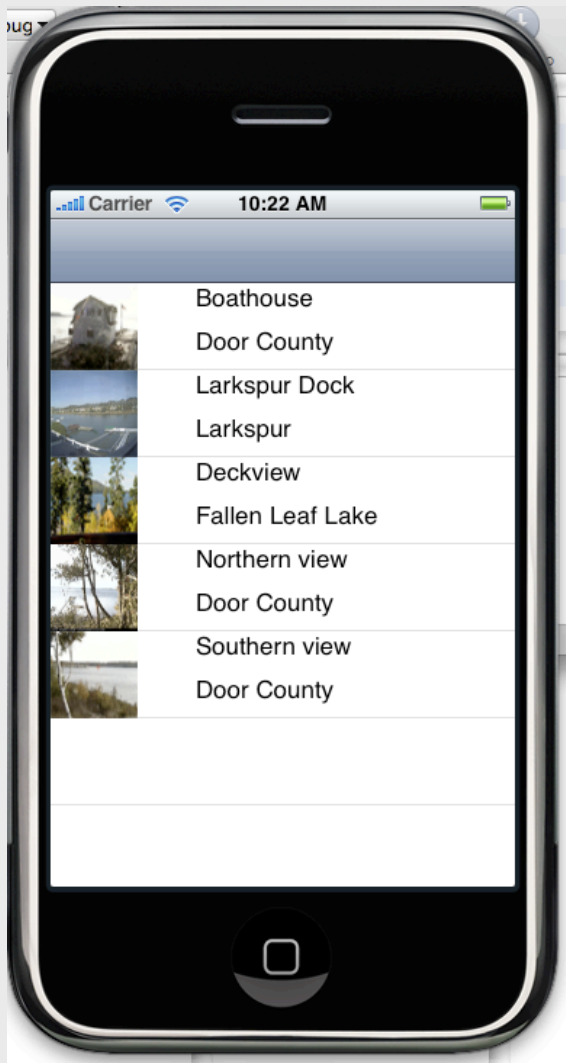 Carrier 10:22 AM
Boathouse
Door County
Larkspur Dock
Larkspur
Deckview
Fallen Leaf Lake
Northern view
Door County
Southern view
Door County